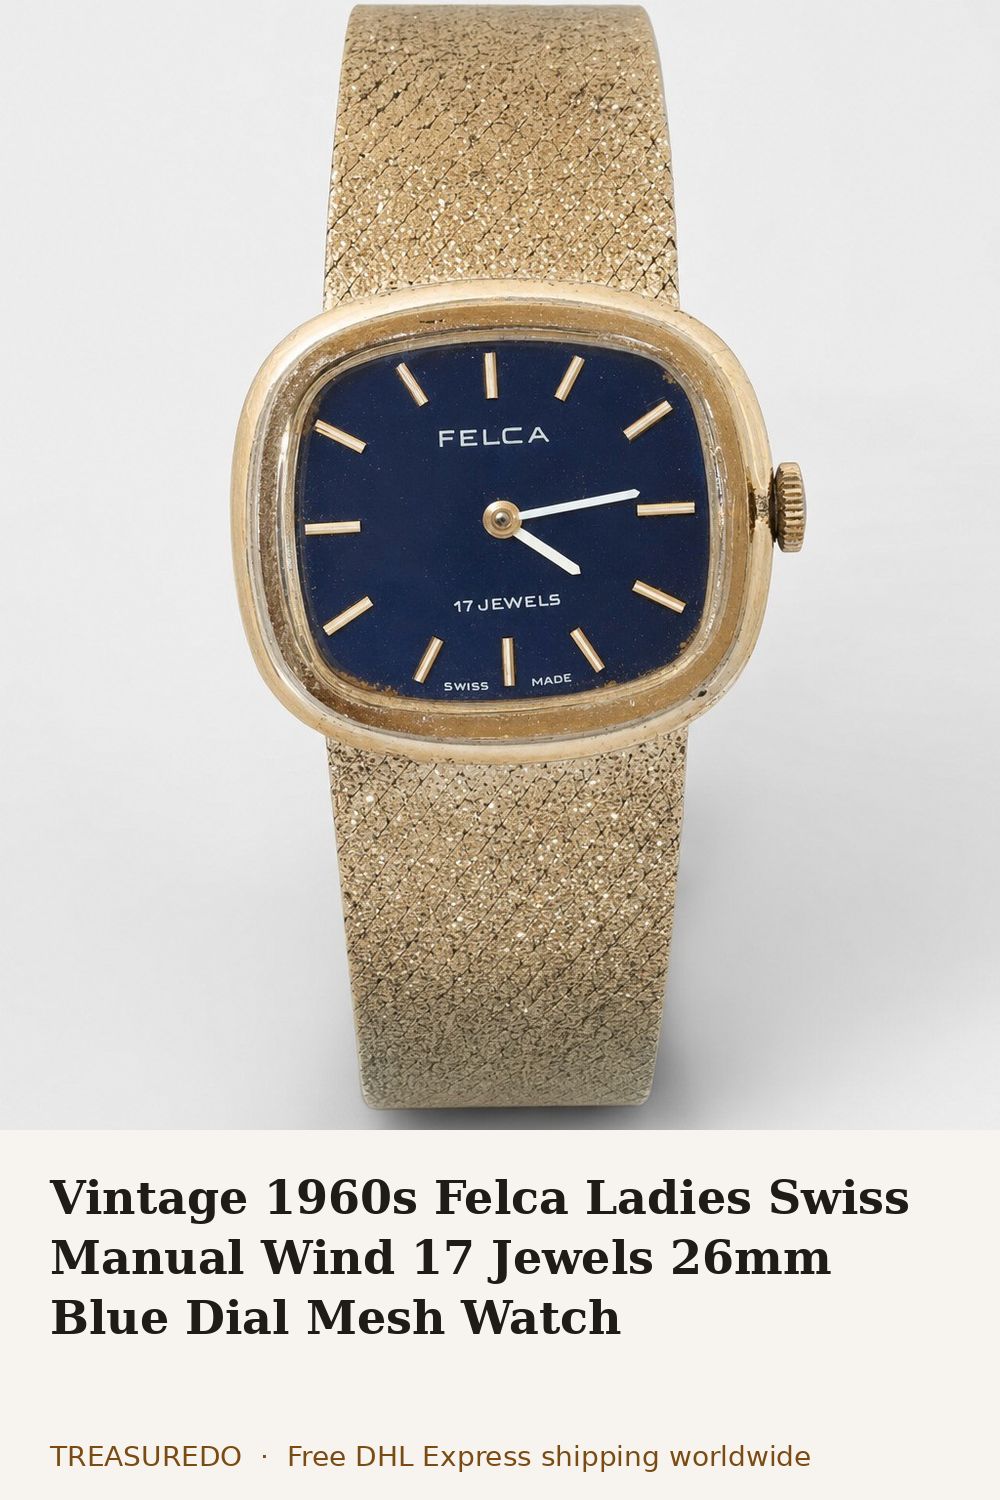 FELCA
17 JEWELS
SWISS MADE
Vintage 1960s Felca Ladies Swiss
Manual Wind 17 Jewels 26mm
Blue Dial Mesh Watch
TREASUREDO · Free DHL Express shipping worldwide